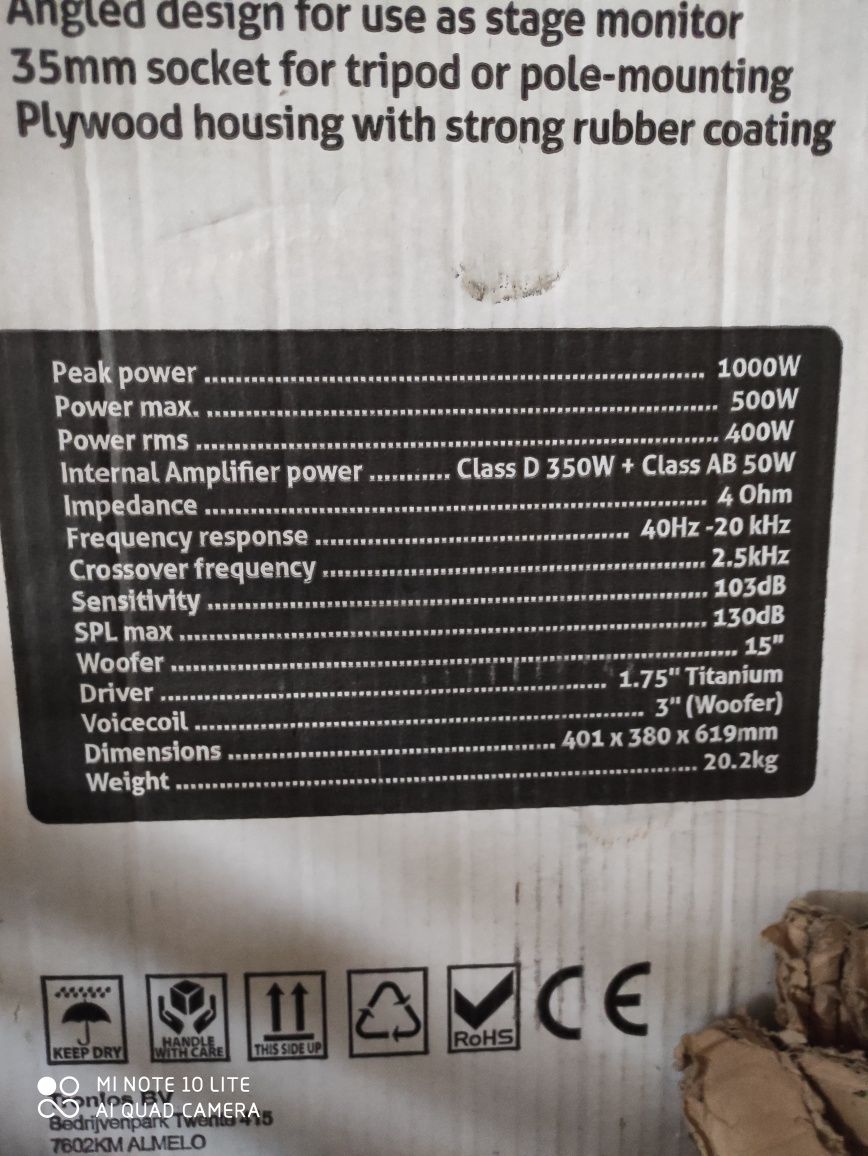 Angled design for use as stage monitor
35mm socket for tripod or pole-mounting
Plywood housing with strong rubber coating
Peak power ........ 1000W
Power max. ........ 500W
Power rms ........ 400W
Internal Amplifier power ........ Class D 350W + Class AB 50W
Impedance ........ 4 Ohm
Frequency response ........ 40Hz -20 kHz
Crossover frequency ........ 2.5kHz
Sensitivity ........ 103dB
SPL max ........ 130dB
Woofer ........ 15"
Driver ........ 1.75" Titanium
Voicecoil ........ 3" (Woofer)
Dimensions ........ 401 x 380 x 619mm
Weight ........ 20.2kg
KEEP DRY
HANDLE
WITH CARE
THIS SIDE UP
RoHS
CE
MI NOTE 10 LITE
AI QUAD CAMERA
BV
Bedrijvenpark Twente 415
7602KM ALMELO